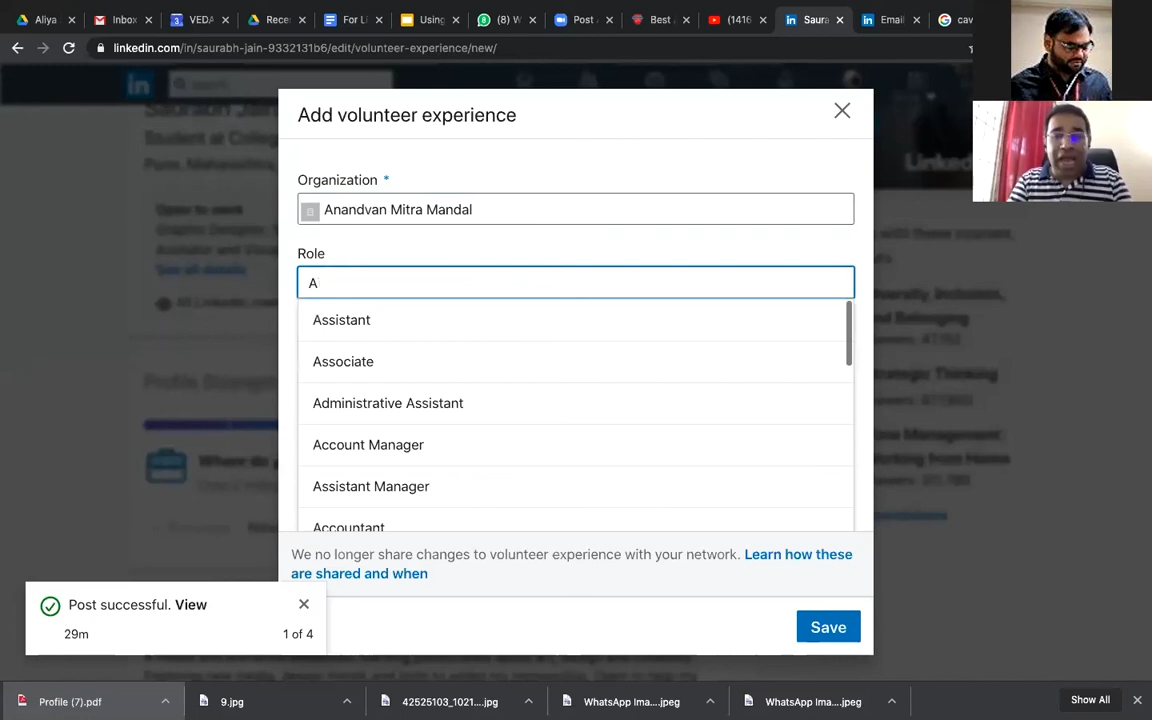 Aliya
Inbox
VEDA
Recer
For Li
Using
(8) W
Post
Best
(1416
Saura
Email
cav
linkedin.com/in/saurabh-jain-9332131b6/edit/volunteer-experience/new/
Add volunteer experience
Organization *
Anandvan Mitra Mandal
Role
A
Assistant
Associate
Administrative Assistant
Account Manager
Assistant Manager
Accountant
We no longer share changes to volunteer experience with your network. Learn how these
are shared and when
Post successful. View
29m 1 of 4
Save
Profile (7).pdf
9.jpg
42525103_1021....jpg
WhatsApp Ima....jpeg
WhatsApp Ima....jpeg
Show All